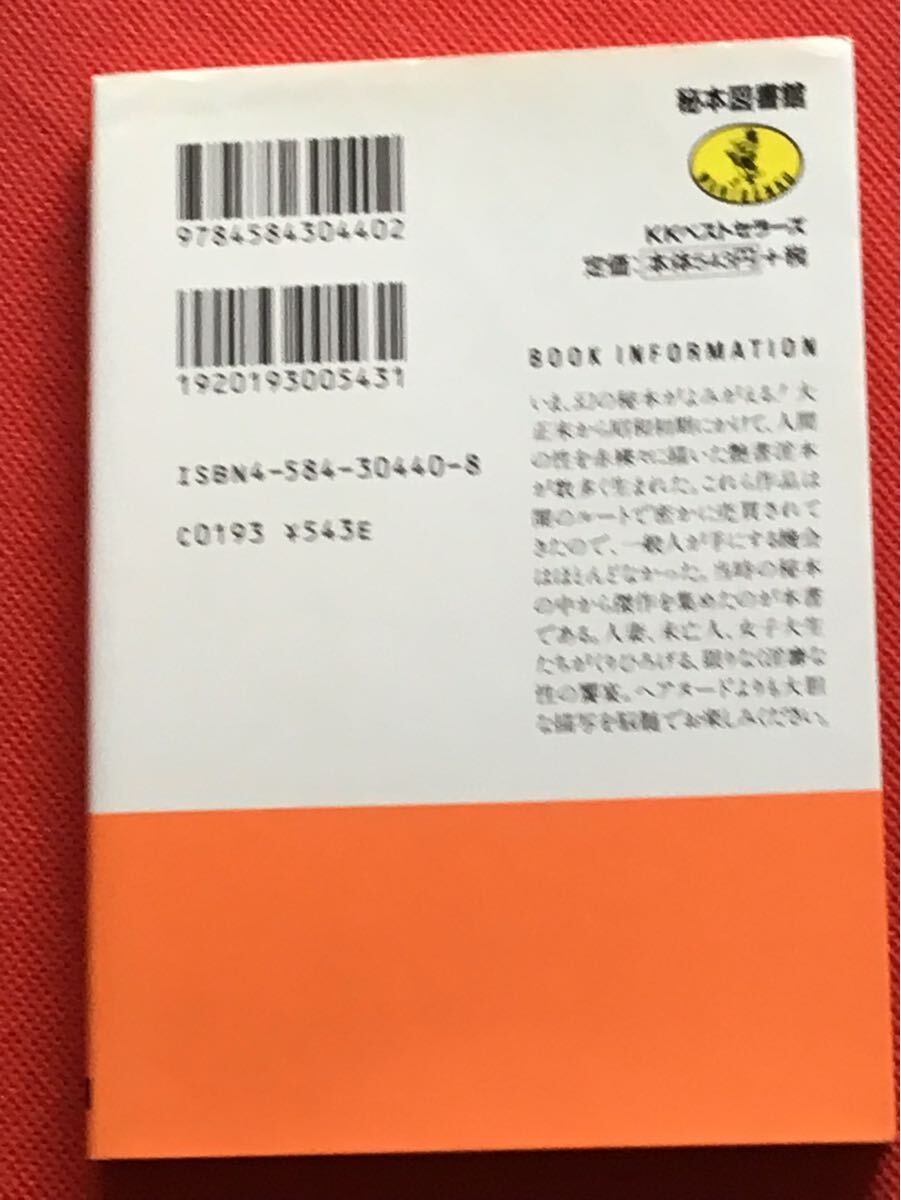 秘本図書館
KKベストセラーズ
定価:本体543円+税
9784584304402
1920193005431
ISBN4-584-30440-8
C0193 ¥543E
BOOK INFORMATION
いま、幻の秘本がよみがえる! 大
正末から昭和初期にかけて、人間
の性を赤裸々に描いた艶書淫本
が数多く生まれた。これら作品は
闇のルートで密かに売買されて
きたので、一般人が手にする機会
はほとんどなかった。当時の秘本
の中から傑作を集めたのが本書
である。人妻、未亡人、女子大生
たちがくりひろげる、限りなく淫靡な
性の饗宴。ヘアヌードよりも大胆
な描写を脳髄でお楽しみください。